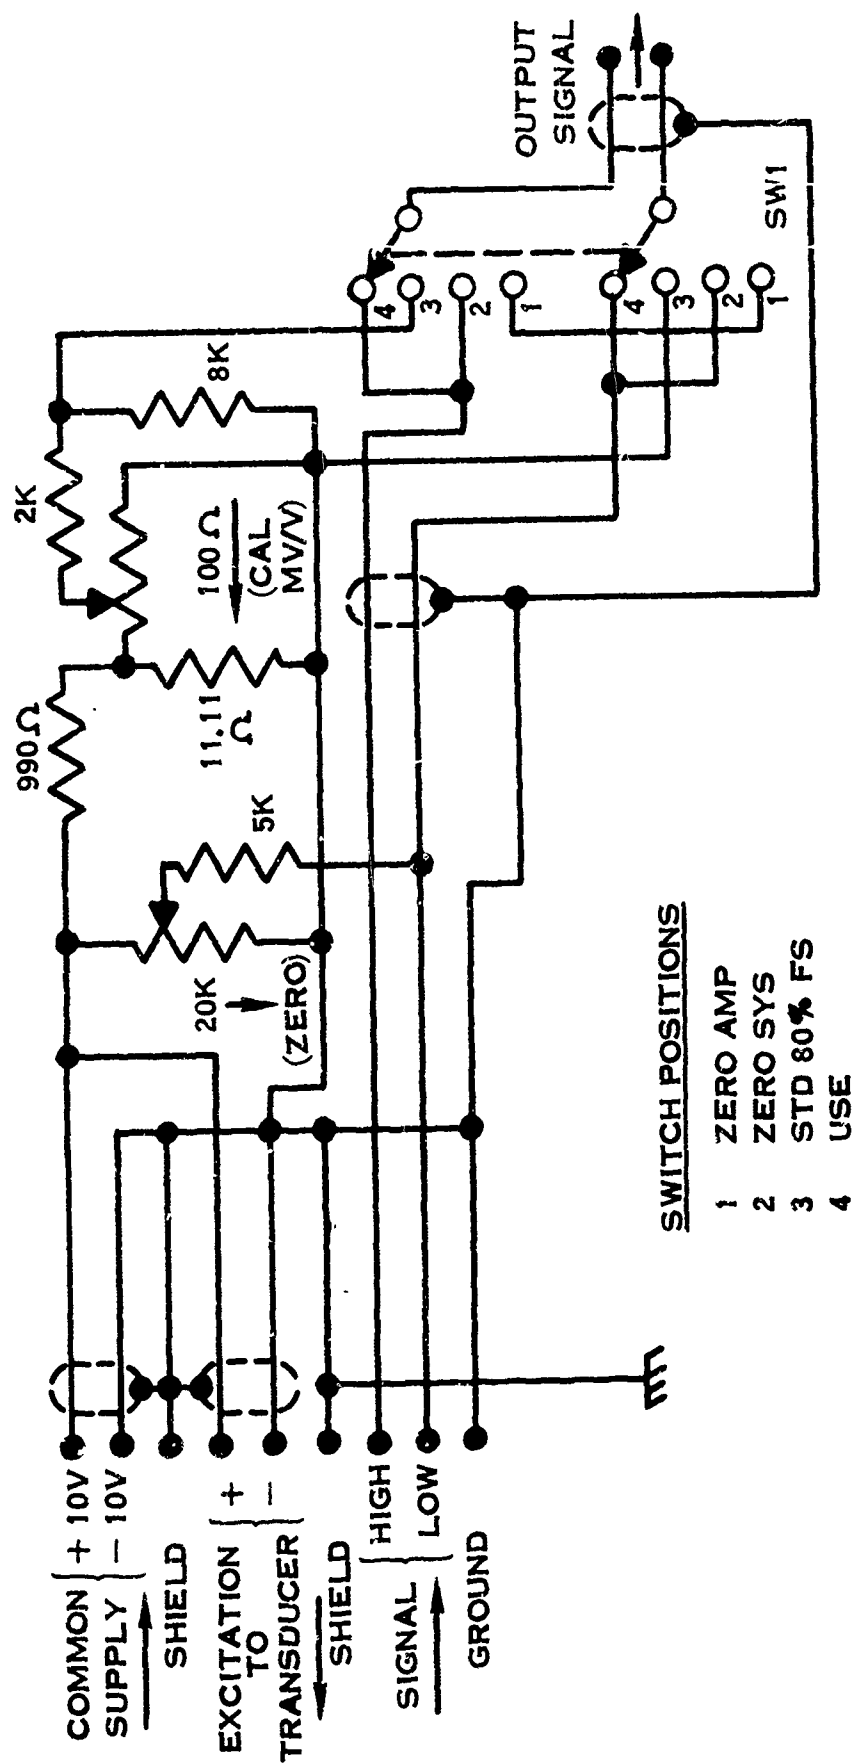 COMMON { + 10V
SUPPLY { - 10V
SHIELD
EXCITATION { +
TO
TRANSDUCER { -
SHIELD
SIGNAL { HIGH
LOW
GROUND
20K
(ZERO)
5K
990Ω
11.11
Ω
2K
100Ω
(CAL
MV/V)
8K
4
3
2
1
4
3
2
1
SW1
OUTPUT
SIGNAL
SWITCH POSITIONS
1 ZERO AMP
2 ZERO SYS
3 STD 80% FS
4 USE